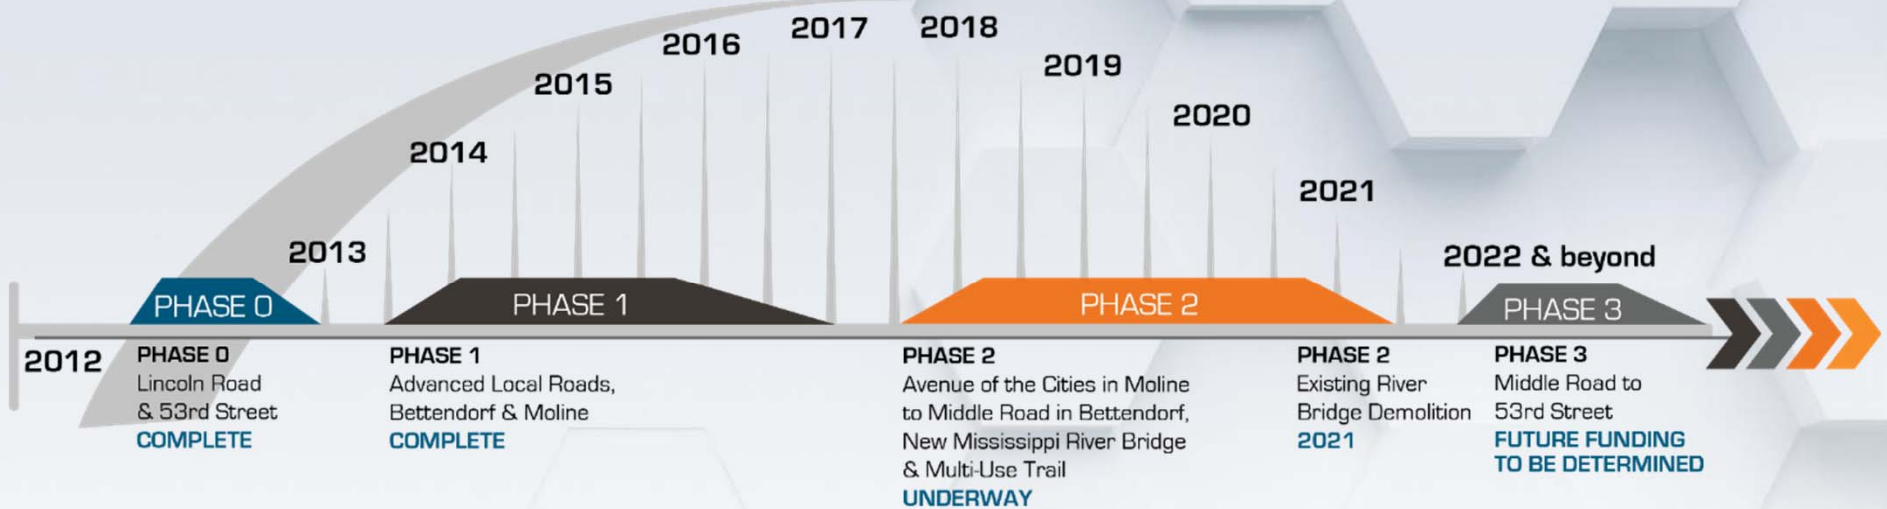 2012
2013
2014
2015
2016
2017
2018
2019
2020
2021
2022 & beyond
PHASE 0
PHASE 1
PHASE 2
PHASE 3
PHASE 0
Lincoln Road
& 53rd Street
COMPLETE
PHASE 1
Advanced Local Roads,
Bettendorf & Moline
COMPLETE
PHASE 2
Avenue of the Cities in Moline
to Middle Road in Bettendorf,
New Mississippi River Bridge
& Multi-Use Trail
UNDERWAY
PHASE 2
Existing River
Bridge Demolition
2021
PHASE 3
Middle Road to
53rd Street
FUTURE FUNDING
TO BE DETERMINED